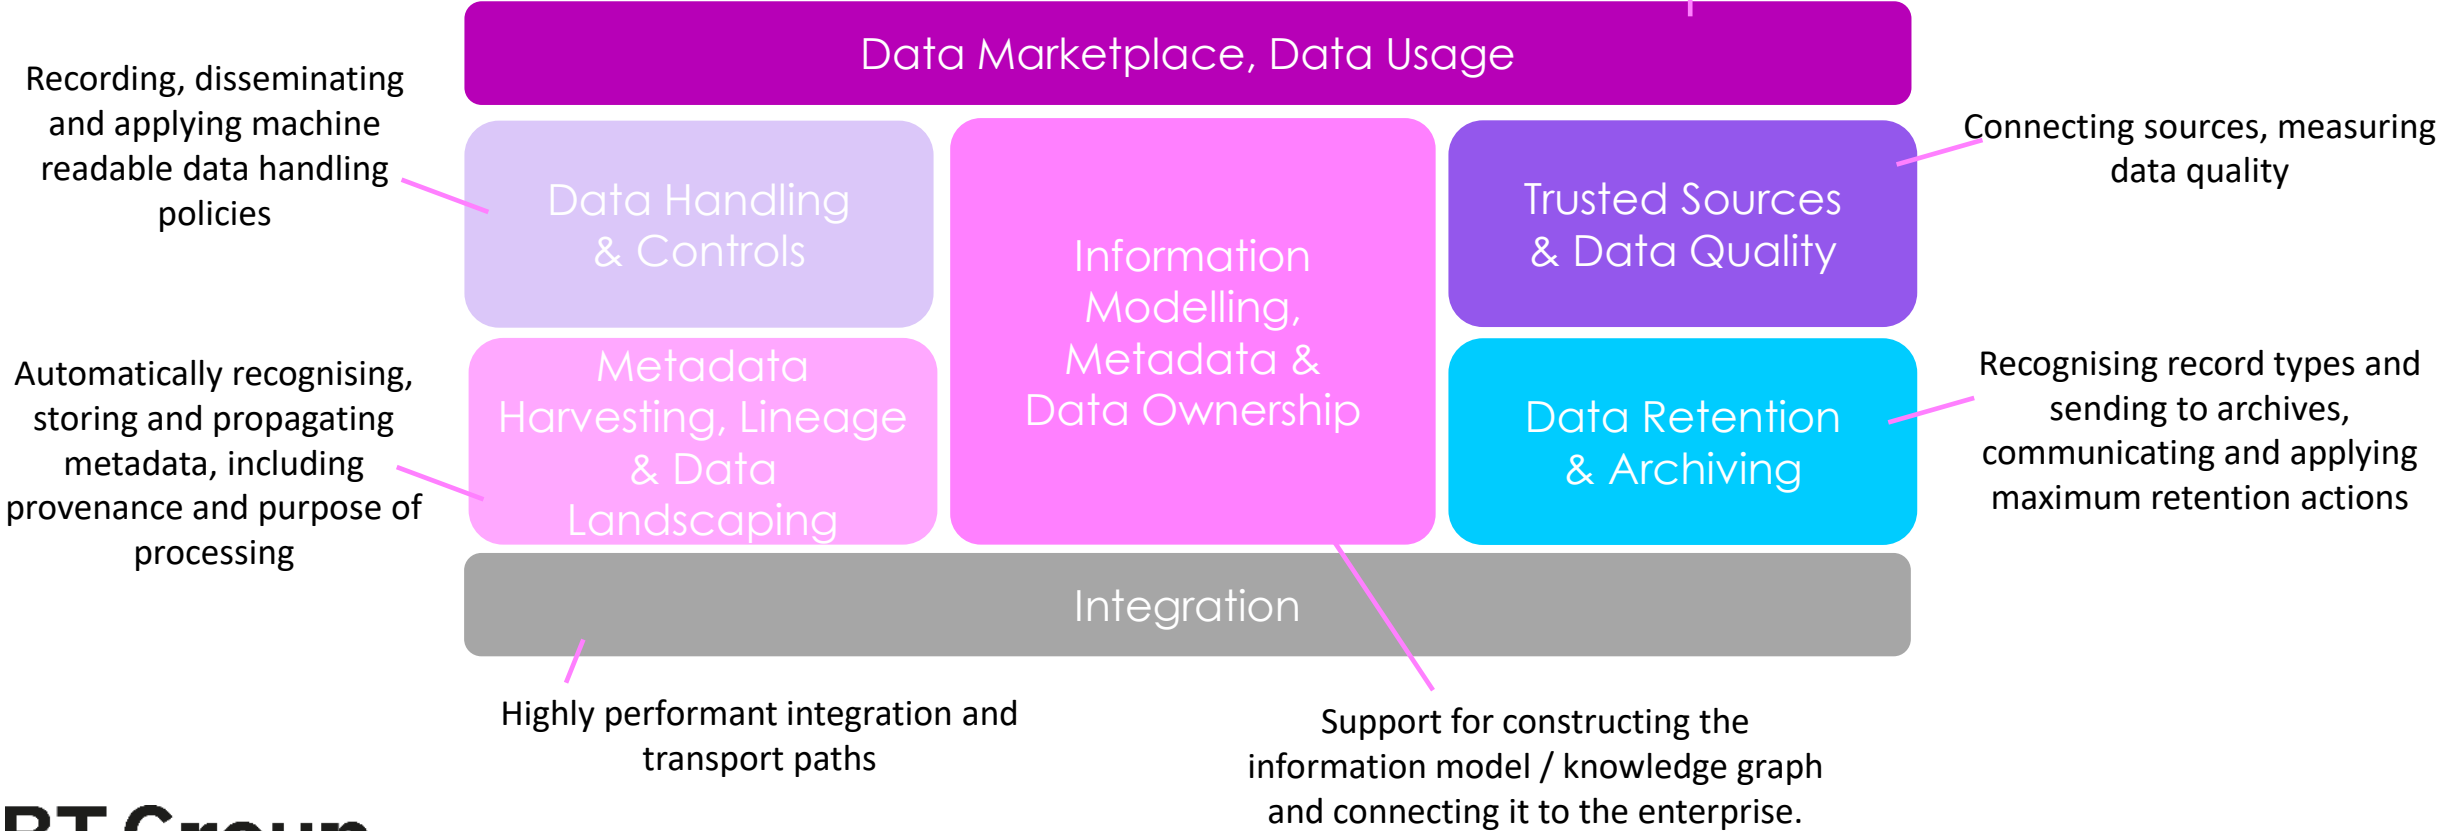 Data Marketplace, Data Usage
Recording, disseminating
and applying machine
readable data handling
policies
Data Handling
& Controls
Information
Modelling,
Metadata &
Data Ownership
Trusted Sources
& Data Quality
Connecting sources, measuring
data quality
Automatically recognising,
storing and propagating
metadata, including
provenance and purpose of
processing
Metadata
Harvesting, Lineage
& Data
Landscaping
Data Retention
& Archiving
Recognising record types and
sending to archives,
communicating and applying
maximum retention actions
Integration
Highly performant integration and
transport paths
Support for constructing the
information model / knowledge graph
and connecting it to the enterprise.
BT Group